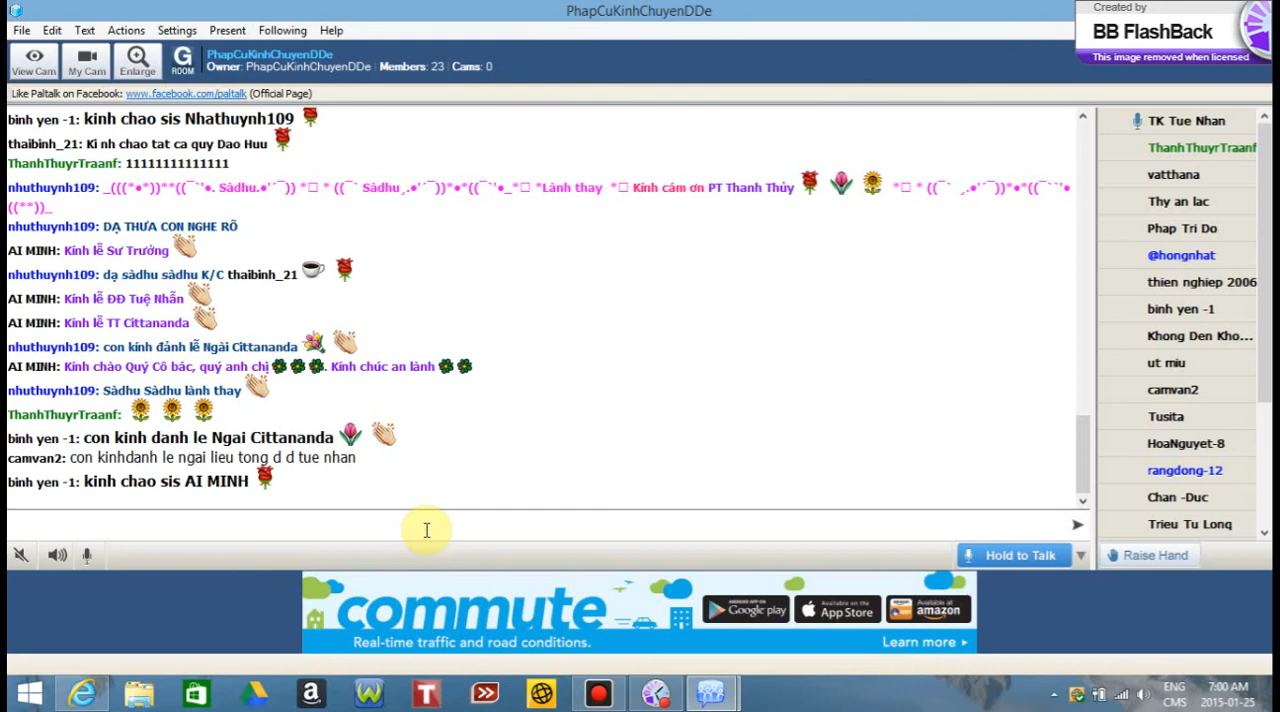 PhapCuKinhChuyenDDe
Created by
BB FlashBack
This image removed when licensed
File Edit Text Actions Settings Present Following Help
View Cam
My Cam
Enlarge
G
ROOM
PhapCuKinhChuyenDDe
Owner: PhapCuKinhChuyenDDe Members: 23 Cams: 0
Like Paltalk on Facebook: www.facebook.com/paltalk (Official Page)
binh yen -1: kinh chao sis Nhathuynh109
thaibinh_21: Kì nh chao tat ca quy Dao Huu
ThanhThuyrTraanf: 11111111111111
nhuthuynh109: Sàdhu Sàdhu *Lành thay Kính cám ơn PT Thanh Thủy
nhuthuynh109: DẠ THƯA CON NGHE RÕ
AI MINH: Kính lễ Sư Trưởng
nhuthuynh109: dạ sàdhu sàdhu K/C thaibinh_21
AI MINH: Kính lễ ĐĐ Tuệ Nhẫn
AI MINH: Kính lễ TT Cittananda
nhuthuynh109: con kính đảnh lễ Ngài Cittananda
AI MINH: Kính chào Quý Cô bác, quý anh chị . Kính chúc an lành
nhuthuynh109: Sàdhu Sàdhu lành thay
ThanhThuyrTraanf:
binh yen -1: con kinh danh le Ngai Cittananda
camvan2: con kinhdanh le ngai lieu tong d d tue nhan
binh yen -1: kinh chao sis AI MINH
TK Tue Nhan
ThanhThuyrTraanf
vatthana
Thy an lac
Phap Tri Do
@hongnhat
thien nghiep 2006
binh yen -1
Khong Den Kho...
ut miu
camvan2
Tusita
HoaNguyet-8
rangdong-12
Chan -Duc
Trieu Tu Long
Hold to Talk
Raise Hand
commute
Real-time traffic and road conditions.
Google play
Available on the
App Store
Available at
amazon
Learn more
ENG
CMS
7:00 AM
2015-01-25